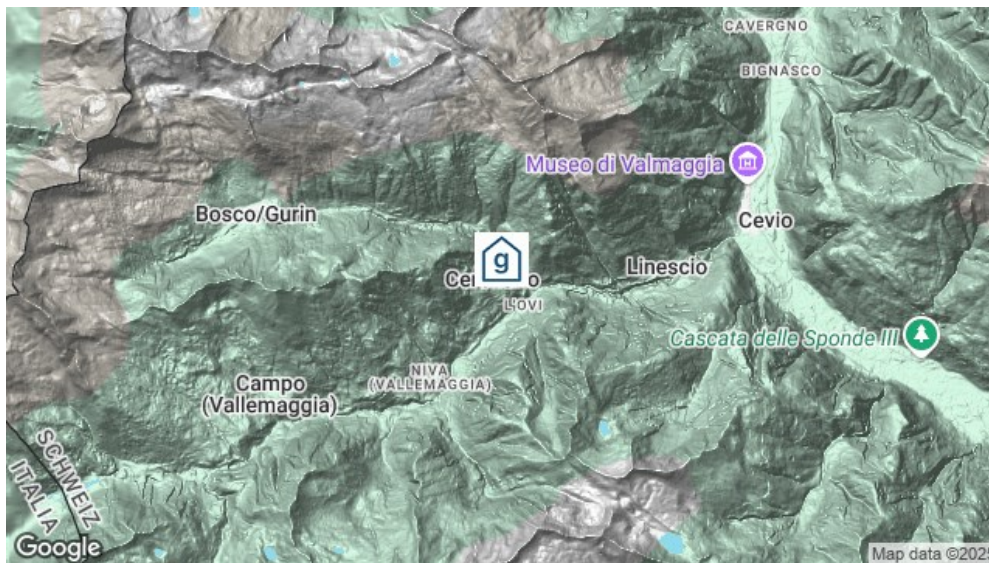 CAVERGNO
BIGNASCO
Museo di Valmaggia
Cevio
Bosco/Gurin
g
Linescio
L'OVI
Cascata delle Sponde III
NIVA
(VALLEMAGGIA)
Campo
(Vallemaggia)
SCHWEIZ
ITALIA
Google
Map data ©2025